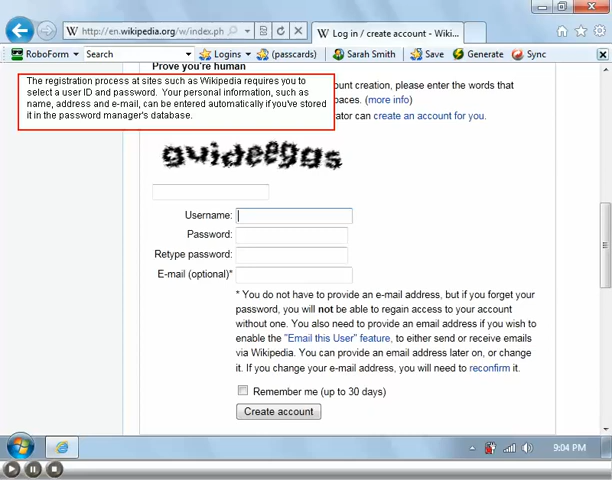 http://en.wikipedia.org/w/index.ph
Log in / create account - Wiki...
RoboForm
Search
Logins
(passcards)
Sarah Smith
Save
Generate
Sync
Prove you're human
The registration process at sites such as Wikipedia requires you to
select a user ID and password. Your personal information, such as
name, address and e-mail, can be entered automatically if you've stored
it in the password manager's database.
ount creation, please enter the words that
paces. (more info)
rator can create an account for you.
guideeggs
Username:
Password:
Retype password:
E-mail (optional)*
* You do not have to provide an e-mail address, but if you forget your
password, you will not be able to regain access to your account
without one. You also need to provide an email address if you wish to
enable the "Email this User" feature, to either send or receive emails
via Wikipedia. You can provide an email address later on, or change
it. If you change your e-mail address, you will need to reconfirm it.
Remember me (up to 30 days)
Create account
9:04 PM